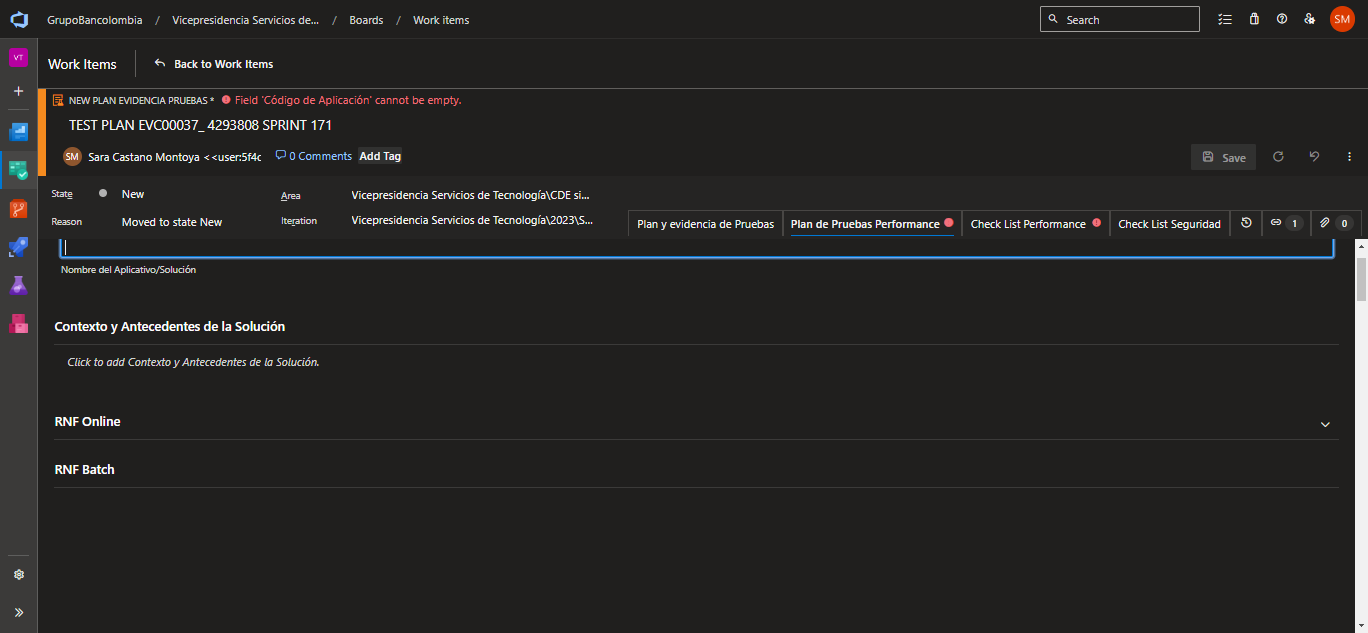 GrupoBancolombia / Vicepresidencia Servicios de... / Boards / Work items
Search
SM
VT
Work Items
Back to Work Items
NEW PLAN EVIDENCIA PRUEBAS * Field 'Código de Aplicación' cannot be empty.
TEST PLAN EVC00037_ 4293808 SPRINT 171
SM Sara Castano Montoya < <user:5f4c
0 Comments
Add Tag
Save
State New
Area Vicepresidencia Servicios de Tecnología\CDE si...
Reason Moved to state New
Iteration Vicepresidencia Servicios de Tecnología\2023\S...
Plan y evidencia de Pruebas
Plan de Pruebas Performance
Check List Performance
Check List Seguridad
1
0
Nombre del Aplicativo/Solución
Contexto y Antecedentes de la Solución
Click to add Contexto y Antecedentes de la Solución.
RNF Online
RNF Batch